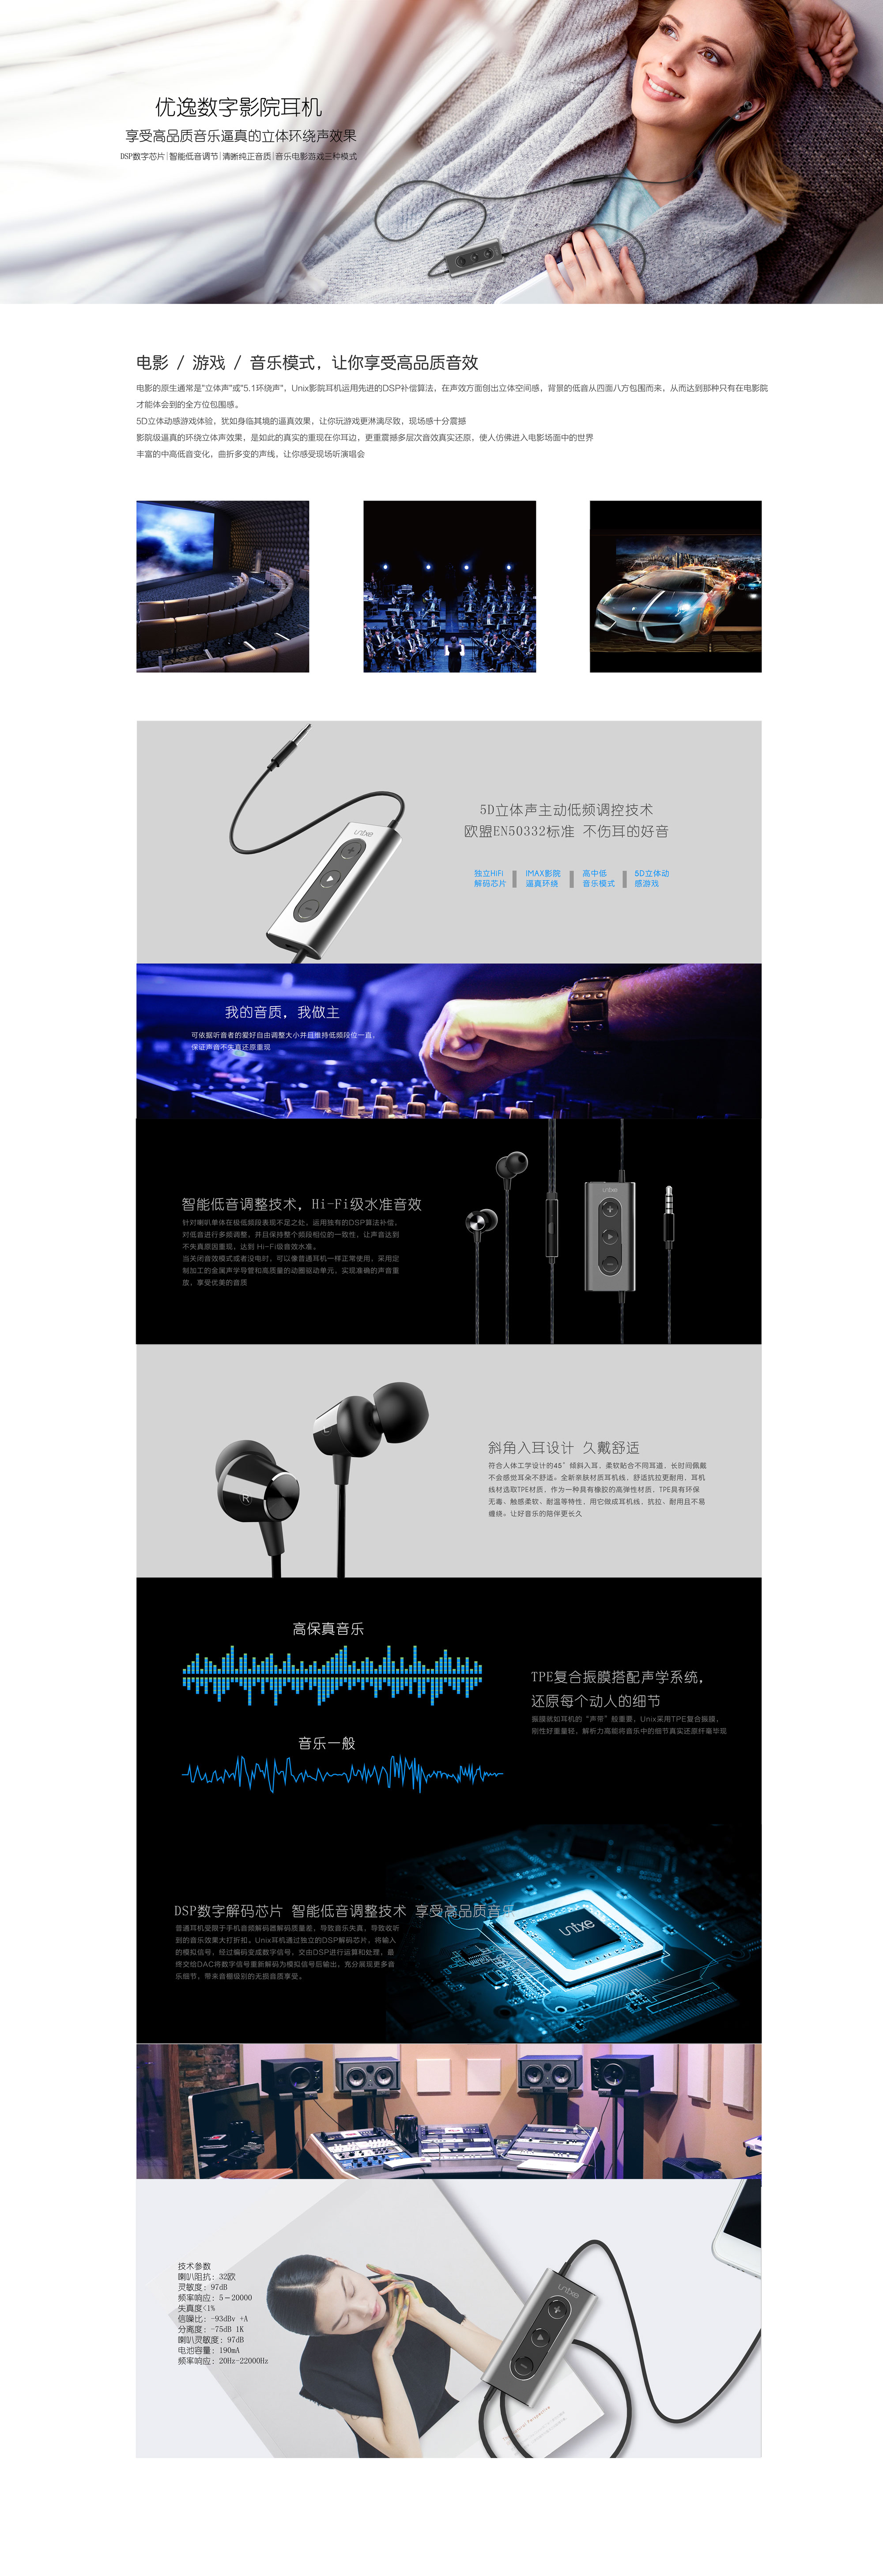 优逸数字影院耳机
享受高品质音乐逼真的立体环绕声效果
DSP数字芯片|智能低音调节|清晰纯正音质|音乐电影游戏三种模式
电影 / 游戏 / 音乐模式，让你享受高品质音效
电影的原生通常是"立体声"或"5.1环绕声"，Unix影院耳机运用先进的DSP补偿算法，在声效方面创出立体空间感，背景的低音从四面八方包围而来，从而达到那种只有在电影院
才能体会到的全方位包围感。
5D立体动感游戏体验，犹如身临其境的逼真效果，让你玩游戏更淋漓尽致，现场感十分震撼
影院级逼真的环绕立体声效果，是如此的真实的重现在你耳边，更重震撼多层次音效真实还原，使人仿佛进入电影场面中的世界
丰富的中高低音变化，曲折多变的声线，让你感受现场听演唱会
unixe
5D立体声主动低频调控技术
欧盟EN50332标准 不伤耳的好音
独立HiFi
解码芯片
IMAX影院
逼真环绕
高中低
音乐模式
5D立体动
感游戏
我的音质，我做主
可依据听音者的爱好自由调整大小并且维持低频段位一直，
保证声音不失真还原重现
智能低音调整技术，Hi-Fi级水准音效
针对喇叭单体在极低频段表现不足之处，运用独有的DSP算法补偿，
对低音进行多频调整，并且保持整个频段相位的一致性，让声音达到
不失真原因重现，达到 Hi-Fi级音效水准。
当关闭音效模式或者没电时，可以像普通耳机一样正常使用，采用定
制加工的金属声学导管和高质量的动圈驱动单元，实现准确的声音重
放，享受优美的音质
unixe
L
R
斜角入耳设计 久戴舒适
符合人体工学设计的45°倾斜入耳，柔软贴合不同耳道，长时间佩戴
不会感觉耳朵不舒适。全新亲肤材质耳机线，舒适抗拉更耐用，耳机
线材选取TPE材质，作为一种具有橡胶的高弹性材质，TPE具有环保
无毒、触感柔软、耐温等特性，用它做成耳机线，抗拉、耐用且不易
缠绕。让好音乐的陪伴更长久
高保真音乐
音乐一般
TPE复合振膜搭配声学系统，
还原每个动人的细节
振膜就如耳机的"声带"般重要，Unix采用TPE复合振膜，
刚性好重量轻，解析力高能将音乐中的细节真实还原纤毫毕现
DSP数字解码芯片 智能低音调整技术 享受高品质音乐
普通耳机受限于手机音频解码器解码质量差，导致音乐失真，导致收听
到的音乐效果大打折扣。Unix耳机通过独立的DSP解码芯片，将输入
的模拟信号，经过编码变成数字信号，交由DSP进行运算和处理，最
终交给DAC将数字信号重新解码为模拟信号后输出，充分展现更多音
乐细节，带来音棚级别的无损音质享受。
unixe
技术参数
喇叭阻抗：32欧
灵敏度：97dB
频率响应：5－20000
失真度<1%
信噪比：-93dBv +A
分离度：-75dB 1K
喇叭灵敏度：97dB
电池容量：190mA
频率响应：20Hz-22000Hz
unixe